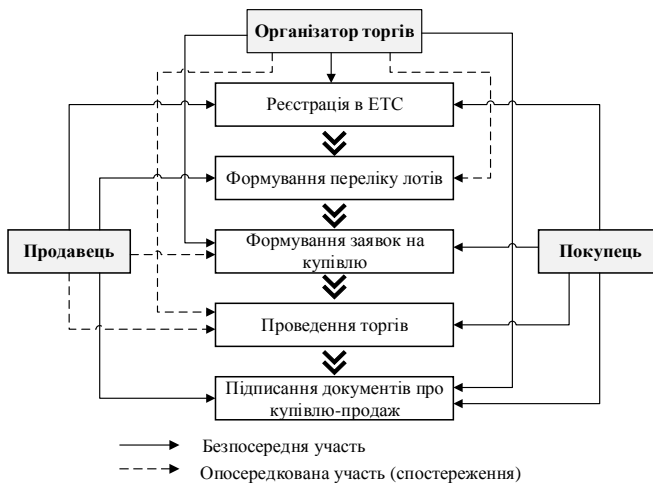 Організатор торгів
Реєстрація в ЕТС
Формування переліку лотів
Продавець
Формування заявок на
купівлю
Покупець
Проведення торгів
Підписання документів про
купівлю-продаж
Безпосередня участь
Опосередкована участь (спостереження)